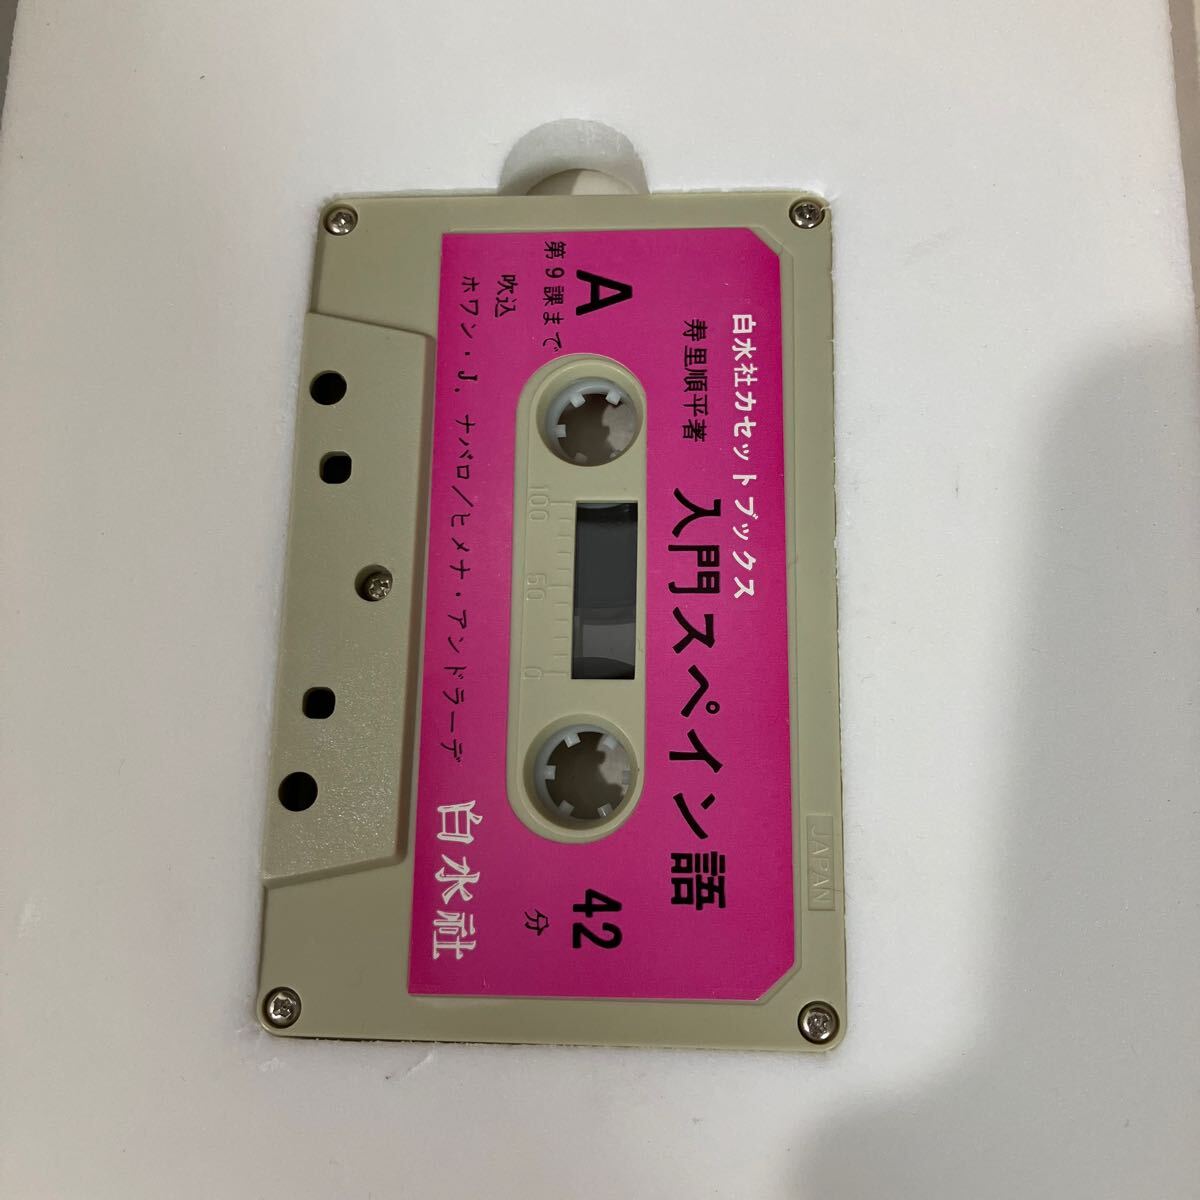 白水社カセットブックス
寿里順平著
入門スペイン語
A
第9課まで
100 50 0
42
分
吹込
ホワン・J. ナバロ/ヒメナ・アンドラーデ
白水社
JAPAN